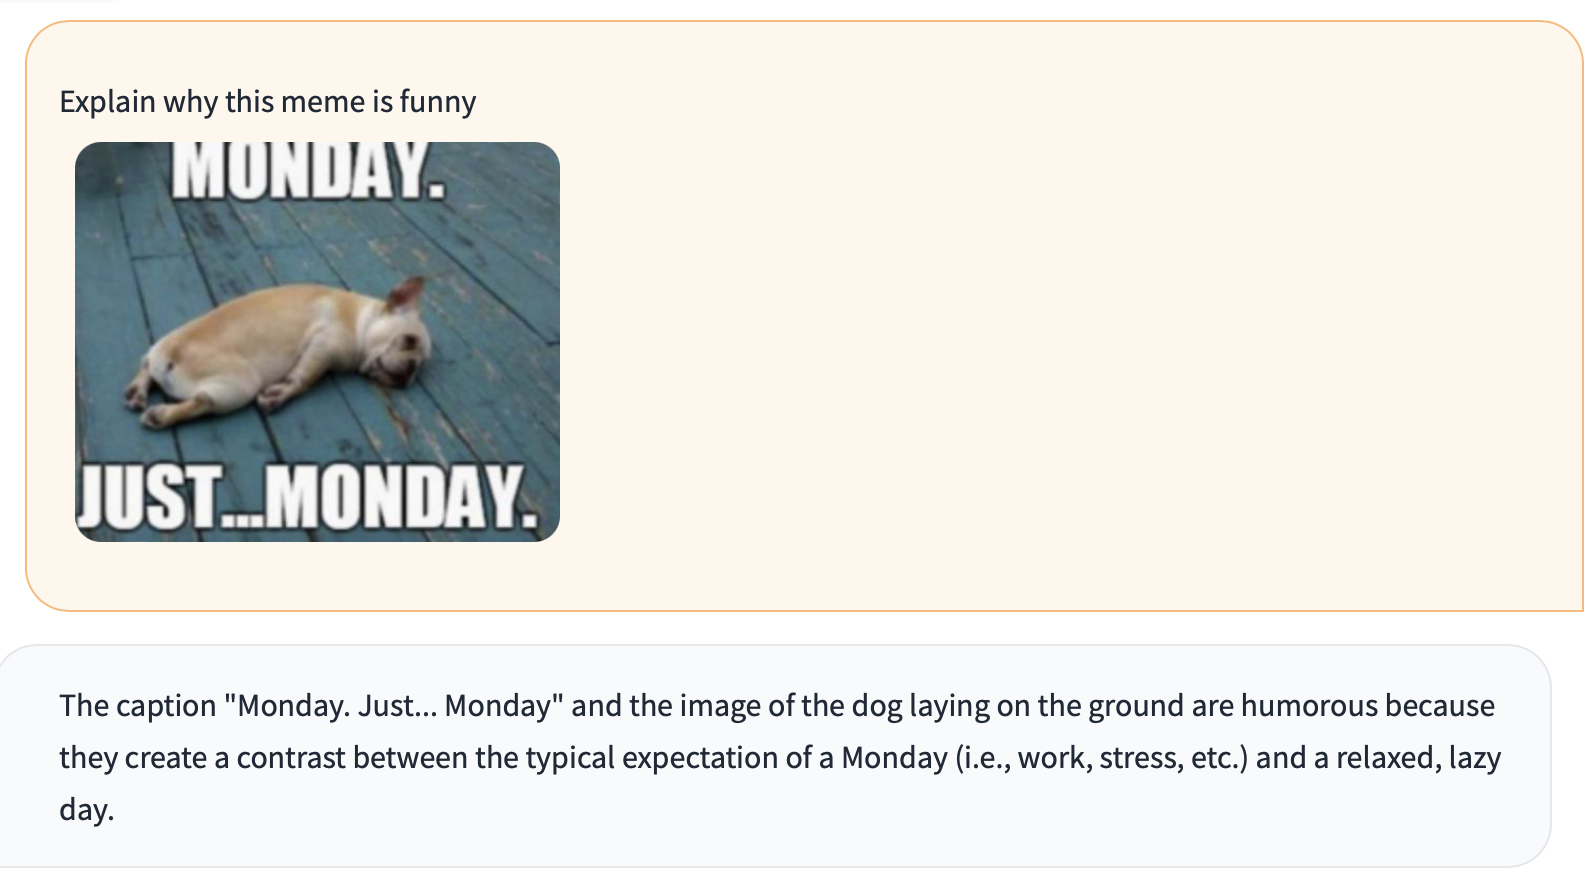 Explain why this meme is funny
MONDAY.
JUST...MONDAY.
The caption "Monday. Just... Monday" and the image of the dog laying on the ground are humorous because
they create a contrast between the typical expectation of a Monday (i.e., work, stress, etc.) and a relaxed, lazy
day.